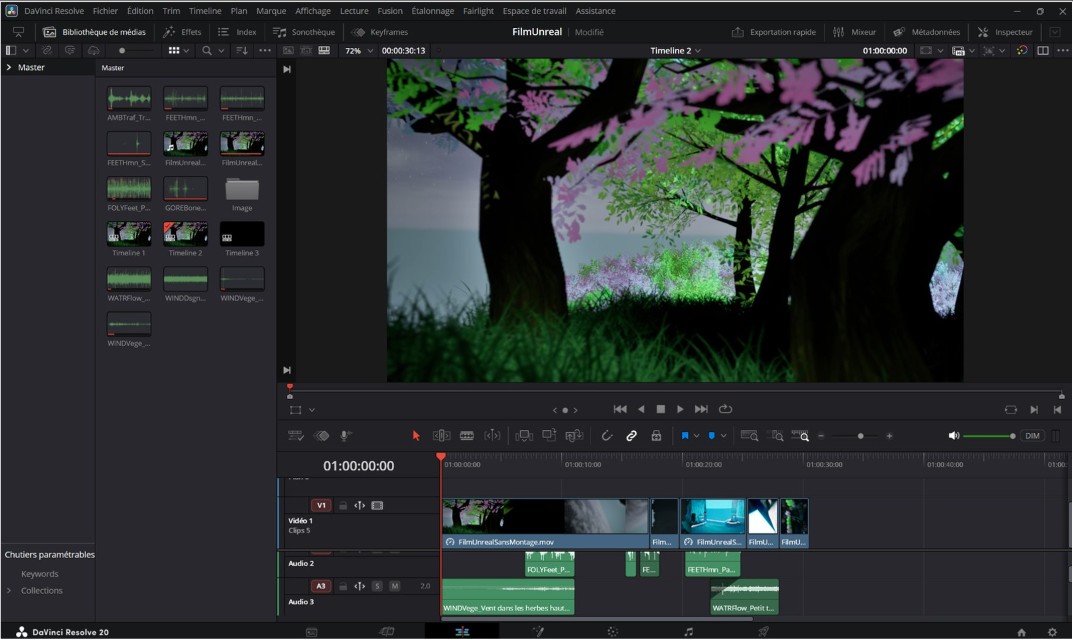 DaVinci Resolve Fichier Édition Trim Timeline Plan Marque Affichage Lecture Fusion Étalonnage Fairlight Espace de travail Assistance
Bibliothèque de médias Effets Index Sonothèque Keyframes FilmUnreal Modifié Exportation rapide Mixeur Métadonnées Inspecteur
72% 00:00:30:13 Timeline 2 01:00:00:00
Master
Master
AMBTraf_Tr... FEETHmn_... FEETHmn_...
FEETHmn_S... FilmUnreal... FilmUnreal...
FOLYFeet_P... GOREBone... Image
Timeline 1 Timeline 2 Timeline 3
WATRFlow_... WINDDsgn... WINDVege_...
WINDVege_...
DIM
01:00:00:00 01:00:00:00 01:00:10:00 01:00:20:00 01:00:30:00 01:00:40:00 01:00
V1
Vidéo 1
Clips 5
FilmUnrealSansMontage.mov Film... FilmUnrealS... FilmU... FilmU...
Audio 2
FOLYFeet_P... FE... FEETHmn_Pa...
A3 S M 2.0
Audio 3
WINDVege_Vent dans les herbes haut... WATRFlow_Petit t...
Chutiers paramétrables
Keywords
Collections
DaVinci Resolve 20